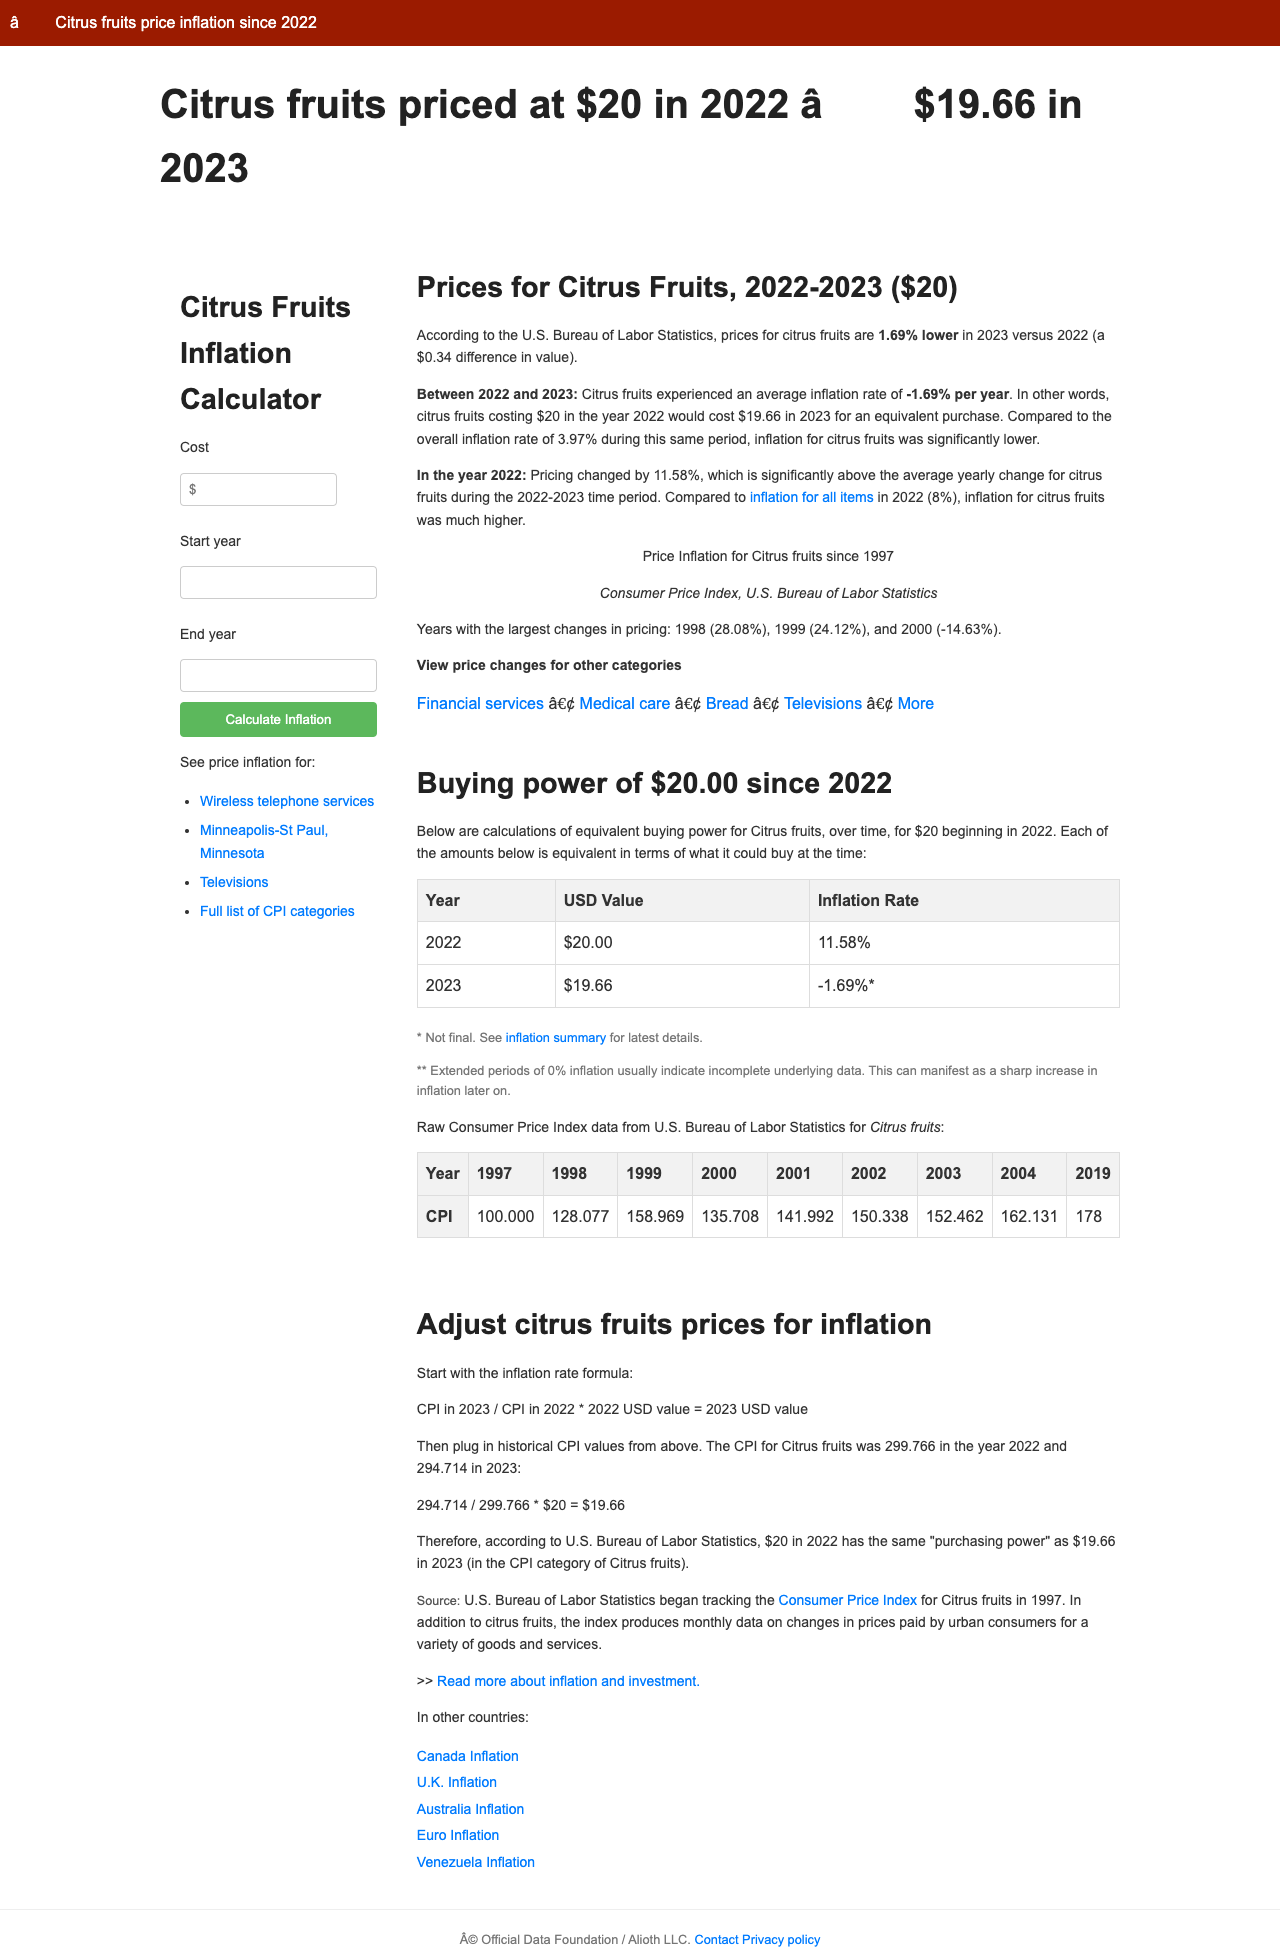 â Citrus fruits price inflation since 2022
Citrus fruits priced at $20 in 2022 â $19.66 in
2023
Citrus Fruits
Inflation
Calculator
Cost
$
Start year
End year
Calculate Inflation
See price inflation for:
• Wireless telephone services
• Minneapolis-St Paul,
Minnesota
• Televisions
• Full list of CPI categories
Prices for Citrus Fruits, 2022-2023 ($20)
According to the U.S. Bureau of Labor Statistics, prices for citrus fruits are 1.69% lower in 2023 versus 2022 (a
$0.34 difference in value).
Between 2022 and 2023: Citrus fruits experienced an average inflation rate of -1.69% per year. In other words,
citrus fruits costing $20 in the year 2022 would cost $19.66 in 2023 for an equivalent purchase. Compared to the
overall inflation rate of 3.97% during this same period, inflation for citrus fruits was significantly lower.
In the year 2022: Pricing changed by 11.58%, which is significantly above the average yearly change for citrus
fruits during the 2022-2023 time period. Compared to inflation for all items in 2022 (8%), inflation for citrus fruits
was much higher.
Price Inflation for Citrus fruits since 1997
Consumer Price Index, U.S. Bureau of Labor Statistics
Years with the largest changes in pricing: 1998 (28.08%), 1999 (24.12%), and 2000 (-14.63%).
View price changes for other categories
Financial services â€¢ Medical care â€¢ Bread â€¢ Televisions â€¢ More
Buying power of $20.00 since 2022
Below are calculations of equivalent buying power for Citrus fruits, over time, for $20 beginning in 2022. Each of
the amounts below is equivalent in terms of what it could buy at the time:
Year USD Value Inflation Rate
2022 $20.00 11.58%
2023 $19.66 -1.69%*
* Not final. See inflation summary for latest details.
** Extended periods of 0% inflation usually indicate incomplete underlying data. This can manifest as a sharp increase in
inflation later on.
Raw Consumer Price Index data from U.S. Bureau of Labor Statistics for Citrus fruits:
Year 1997 1998 1999 2000 2001 2002 2003 2004 2019
CPI 100.000 128.077 158.969 135.708 141.992 150.338 152.462 162.131 178
Adjust citrus fruits prices for inflation
Start with the inflation rate formula:
CPI in 2023 / CPI in 2022 * 2022 USD value = 2023 USD value
Then plug in historical CPI values from above. The CPI for Citrus fruits was 299.766 in the year 2022 and
294.714 in 2023:
294.714 / 299.766 * $20 = $19.66
Therefore, according to U.S. Bureau of Labor Statistics, $20 in 2022 has the same "purchasing power" as $19.66
in 2023 (in the CPI category of Citrus fruits).
Source: U.S. Bureau of Labor Statistics began tracking the Consumer Price Index for Citrus fruits in 1997. In
addition to citrus fruits, the index produces monthly data on changes in prices paid by urban consumers for a
variety of goods and services.
>> Read more about inflation and investment.
In other countries:
Canada Inflation
U.K. Inflation
Australia Inflation
Euro Inflation
Venezuela Inflation
Â© Official Data Foundation / Alioth LLC. Contact Privacy policy